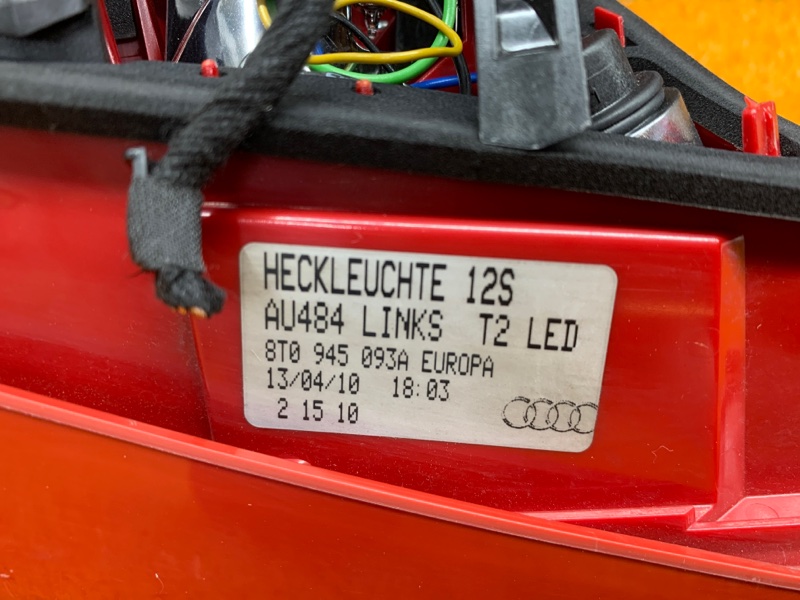 HECKLEUCHTE 12S
AU484 LINKS T2 LED
8T0 945 093A EUROPA
13/04/10 18:03
2 15 10